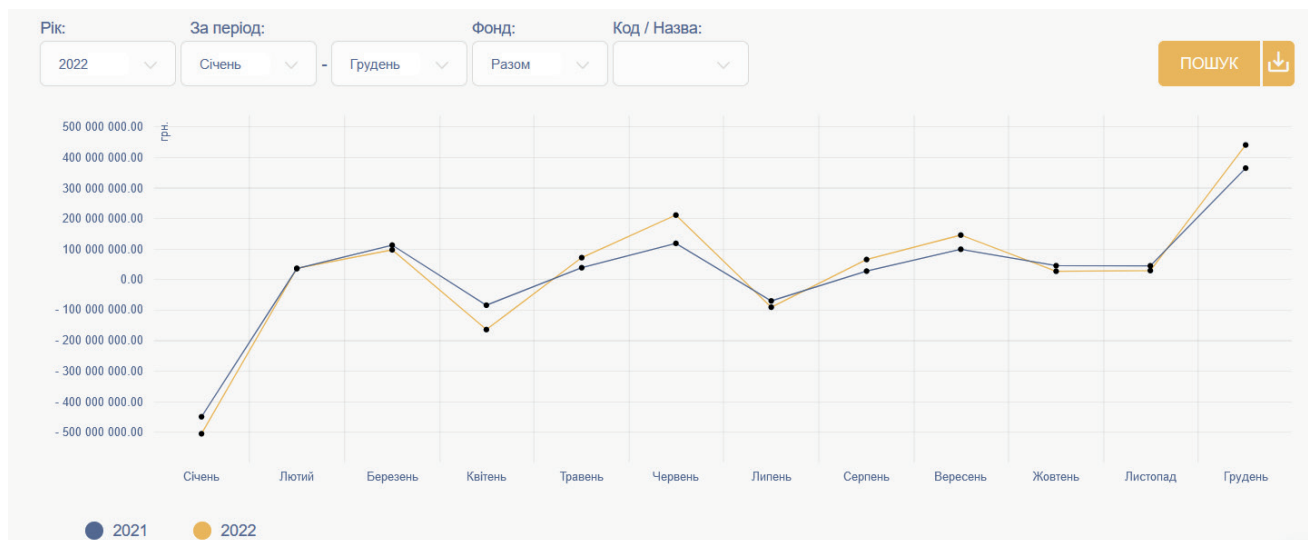 Рік: За період: Фонд: Код / Назва:
2022 Січень - Грудень Разом ПОШУК
500 000 000.00 грн.
400 000 000.00
300 000 000.00
200 000 000.00
100 000 000.00
0.00
- 100 000 000.00
- 200 000 000.00
- 300 000 000.00
- 400 000 000.00
- 500 000 000.00
Січень Лютий Березень Квітень Травень Червень Липень Серпень Вересень Жовтень Листопад Грудень
2021 2022